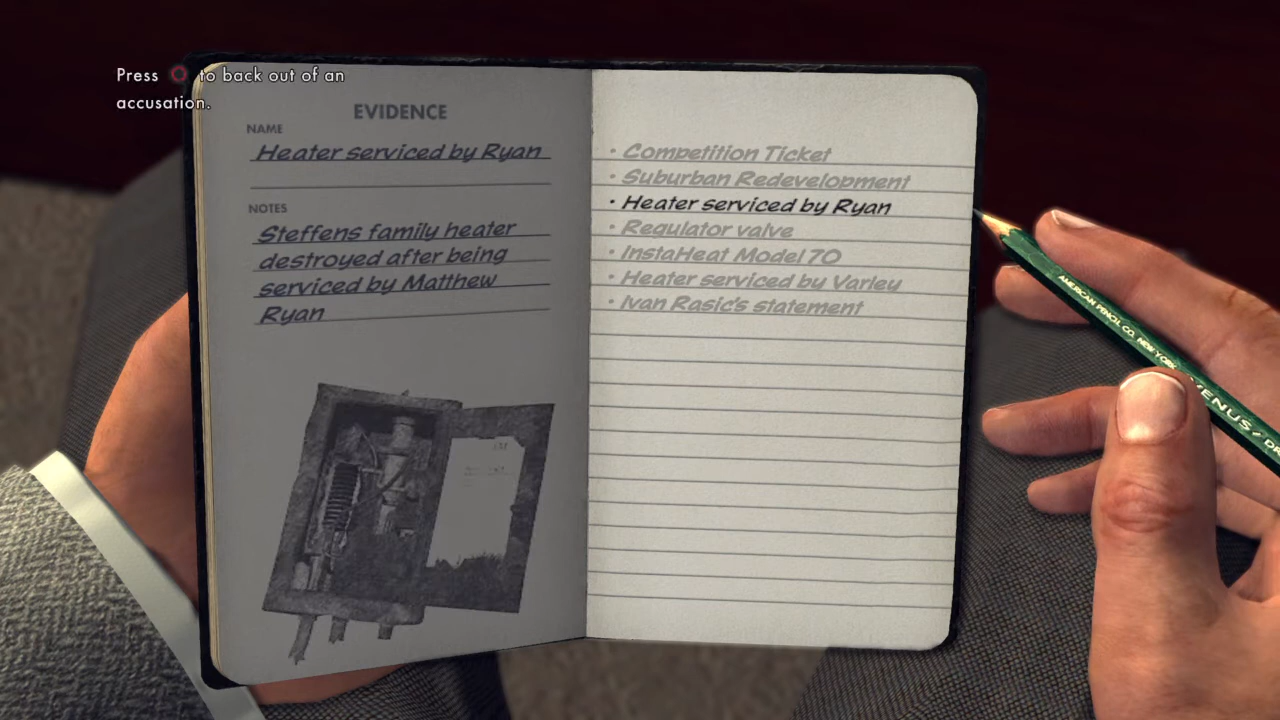 Press O to back out of an
accusation.
EVIDENCE
NAME
Heater serviced by Ryan
NOTES
Steffens family heater
destroyed after being
serviced by Matthew
Ryan
• Competition Ticket
• Suburban Redevelopment
• Heater serviced by Ryan
• Regulator valve
• InstaHeat Model 70
• Heater serviced by Varley
• Ivan Rasic's statement
AMERICAN PENCIL CO. NEW YORK
VENUS